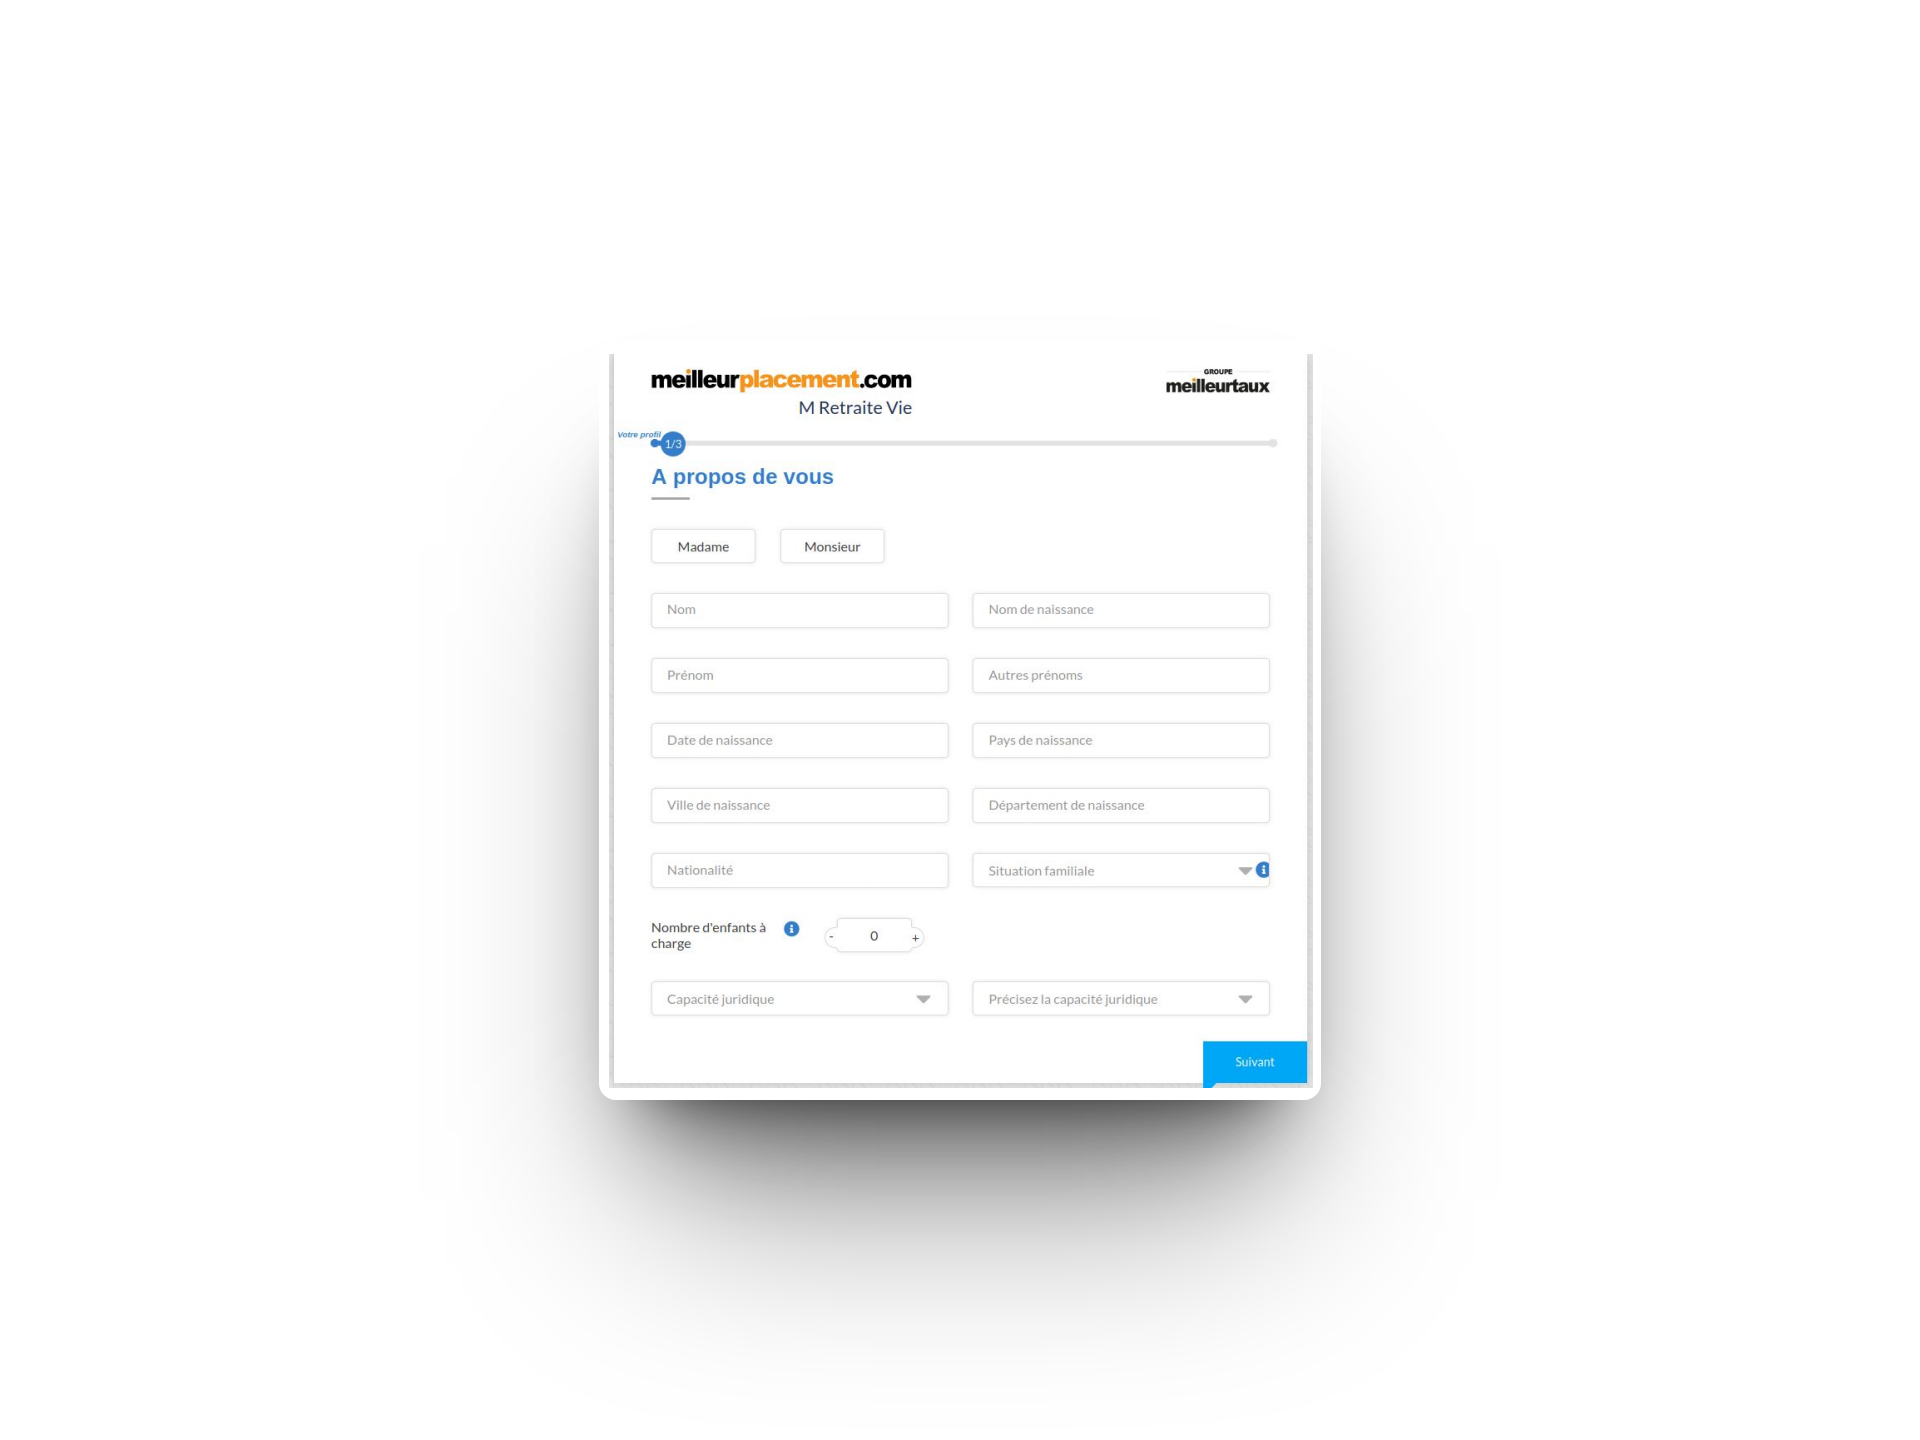 meilleurplacement.com
GROUPE
meilleurtaux
M Retraite Vie
Votre profil
1/3
A propos de vous
Madame
Monsieur
Nom
Nom de naissance
Prénom
Autres prénoms
Date de naissance
Pays de naissance
Ville de naissance
Département de naissance
Nationalité
Situation familiale
Nombre d'enfants à
charge
- 0 +
Capacité juridique
Précisez la capacité juridique
Suivant